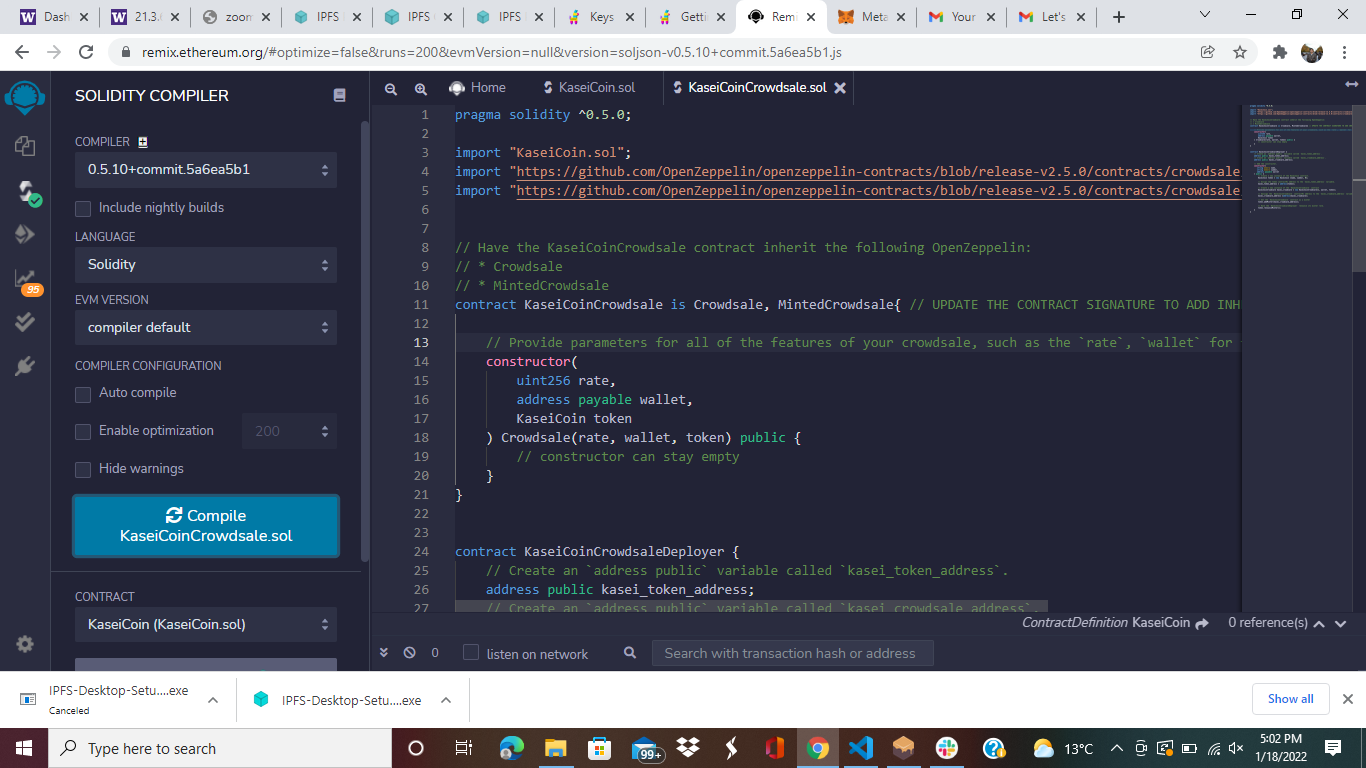 Dash
21.3.
zoom
IPFS
IPFS
IPFS
Keys
Getti
Remi
Meta
Your
Let's
remix.ethereum.org/#optimize=false&runs=200&evmVersion=null&version=soljson-v0.5.10+commit.5a6ea5b1.js
SOLIDITY COMPILER
COMPILER
0.5.10+commit.5a6ea5b1
Include nightly builds
LANGUAGE
Solidity
EVM VERSION
compiler default
COMPILER CONFIGURATION
Auto compile
Enable optimization
200
Hide warnings
Compile
KaseiCoinCrowdsale.sol
CONTRACT
KaseiCoin (KaseiCoin.sol)
95
Home
KaseiCoin.sol
KaseiCoinCrowdsale.sol
1 pragma solidity ^0.5.0;
2
3 import "KaseiCoin.sol";
4 import "https://github.com/OpenZeppelin/openzeppelin-contracts/blob/release-v2.5.0/contracts/crowdsale
5 import "https://github.com/OpenZeppelin/openzeppelin-contracts/blob/release-v2.5.0/contracts/crowdsale
6
7
8 // Have the KaseiCoinCrowdsale contract inherit the following OpenZeppelin:
9 // * Crowdsale
10 // * MintedCrowdsale
11 contract KaseiCoinCrowdsale is Crowdsale, MintedCrowdsale{ // UPDATE THE CONTRACT SIGNATURE TO ADD INH
12
13 // Provide parameters for all of the features of your crowdsale, such as the `rate`, `wallet` for
14 constructor(
15 uint256 rate,
16 address payable wallet,
17 KaseiCoin token
18 ) Crowdsale(rate, wallet, token) public {
19 // constructor can stay empty
20 }
21 }
22
23
24 contract KaseiCoinCrowdsaleDeployer {
25 // Create an `address public` variable called `kasei_token_address`.
26 address public kasei_token_address;
27 // Create an `address public` variable called `kasei_crowdsale_address`.
ContractDefinition KaseiCoin 0 reference(s)
0
listen on network
Search with transaction hash or address
IPFS-Desktop-Setu....exe
Canceled
IPFS-Desktop-Setu....exe
Show all
Type here to search
99+
13°C
5:02 PM
1/18/2022